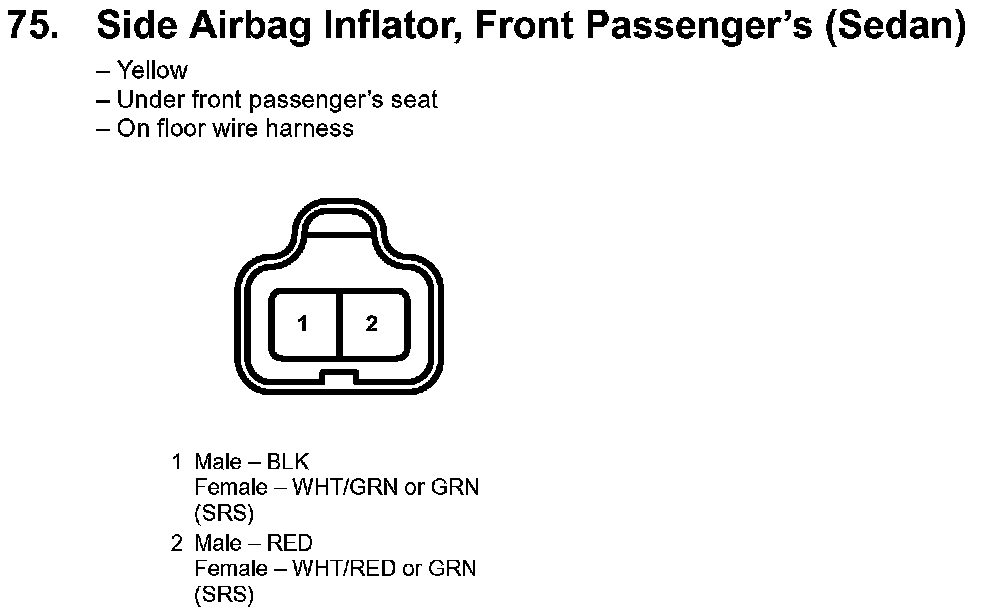 75. Side Airbag Inflator, Front Passenger’s (Sedan)
– Yellow
– Under front passenger’s seat
– On floor wire harness
1 2
1 Male – BLK
Female – WHT/GRN or GRN
(SRS)
2 Male – RED
Female – WHT/RED or GRN
(SRS)